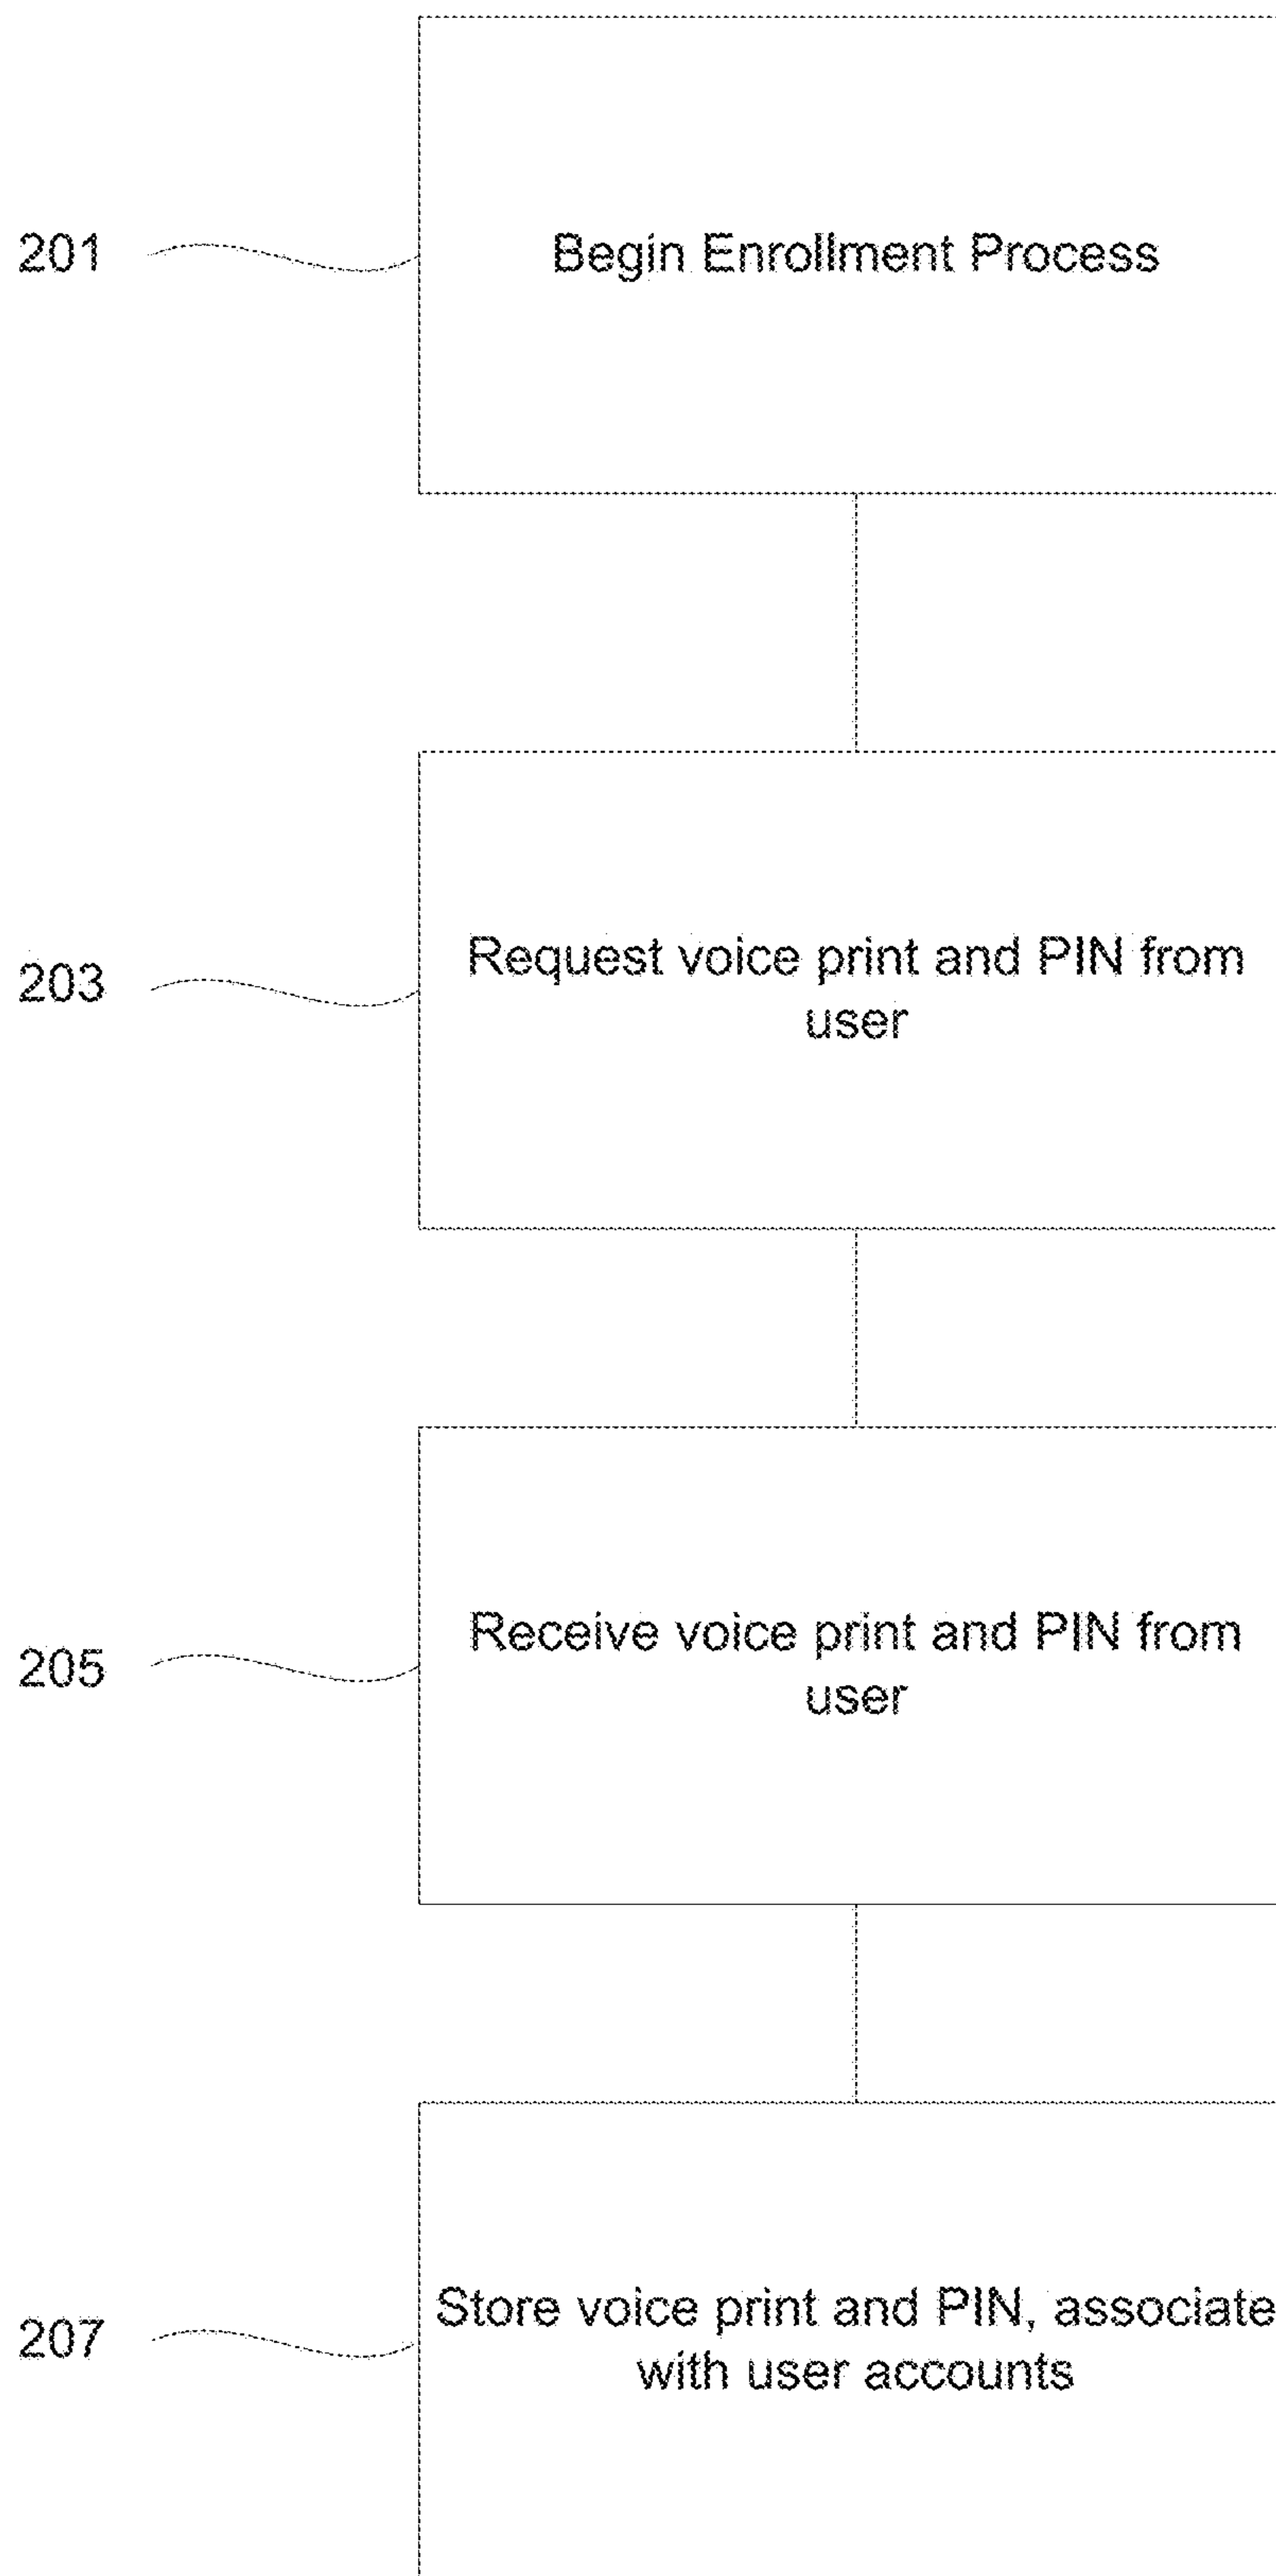 201
Begin Enrollment Process
203
Request voice print and PIN from
user
205
Receive voice print and PIN from
user
207
Store voice print and PIN, associate
with user accounts